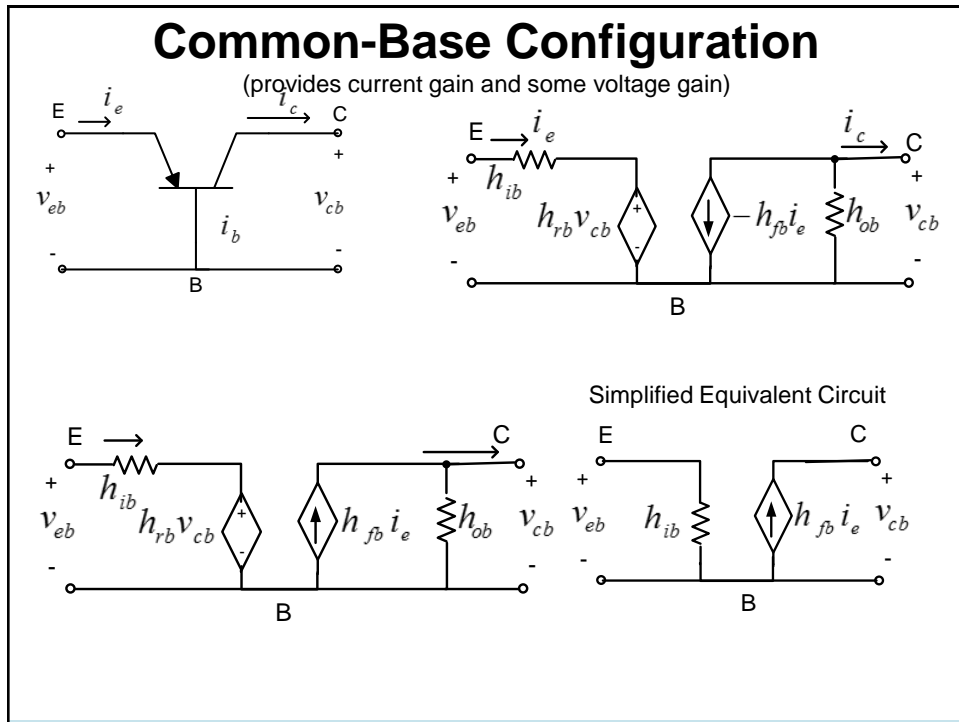 Common-Base Configuration
(provides current gain and some voltage gain)
E i_e i_c C
+ +
v_eb v_cb
i_b
- -
B
E i_e i_c C
+ h_ib +
v_eb h_rb v_cb + - -h_fb i_e h_ob v_cb
- -
B
Simplified Equivalent Circuit
E C
+ h_ib +
v_eb h_rb v_cb + - h_fb i_e h_ob v_cb
- -
B
E C
+ +
v_eb h_ib h_fb i_e v_cb
- -
B